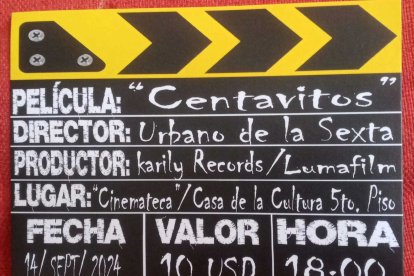 PELÍCULA: "Centavitos"
DIRECTOR: Urbano de la Sexta
PRODUCTOR: karily Records/Lumafilm
LUGAR: "Cinemateca"/Casa de la Cultura 5to. Piso
FECHA VALOR HORA
14/SEPT/2024 10 USD 18:00